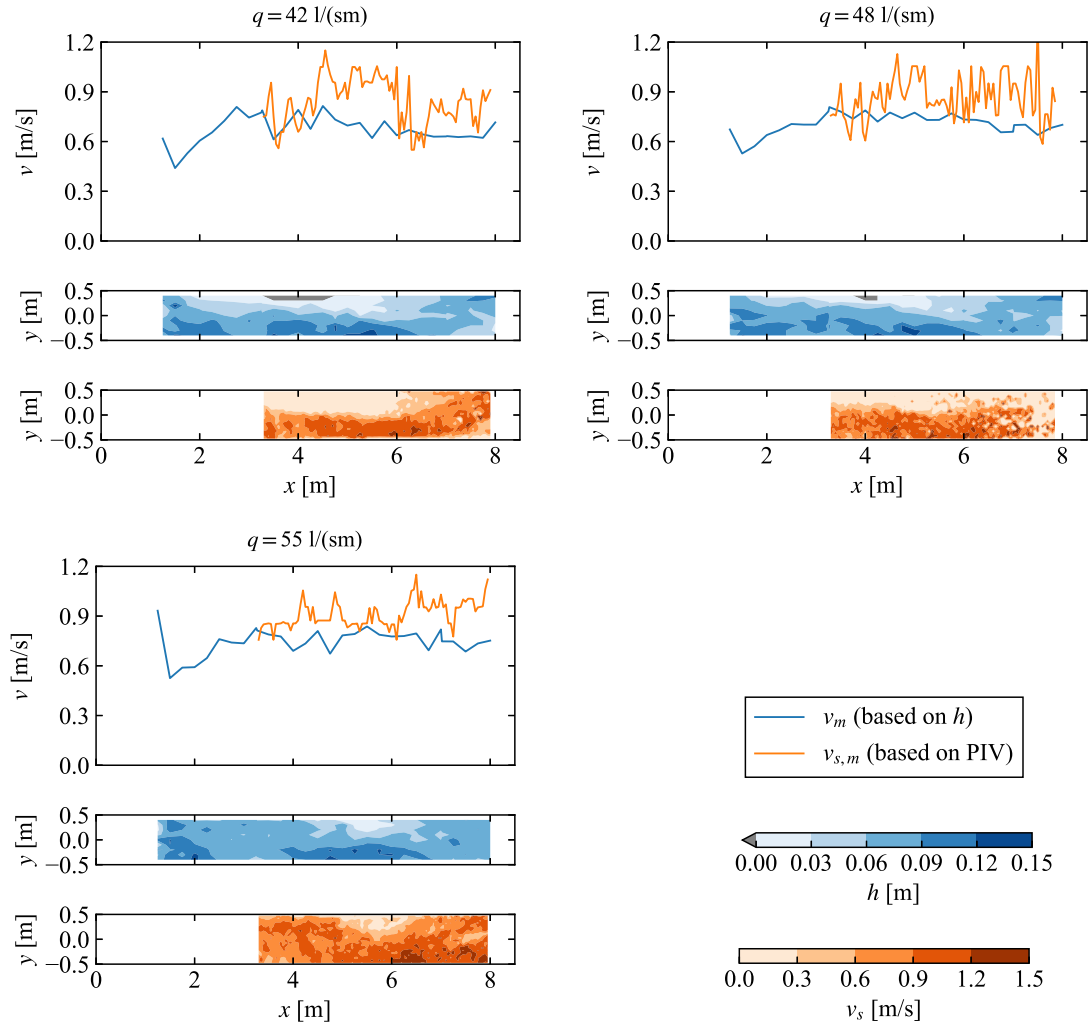 q = 42 l/(sm)
1.2
0.9
0.6
0.3
0.0
v [m/s]
0.5
0.0
−0.5
y [m]
0.5
0.0
−0.5
y [m]
0 2 4 6 8
x [m]
q = 48 l/(sm)
1.2
0.9
0.6
0.3
0.0
v [m/s]
0.5
0.0
−0.5
y [m]
0.5
0.0
−0.5
y [m]
0 2 4 6 8
x [m]
q = 55 l/(sm)
1.2
0.9
0.6
0.3
0.0
v [m/s]
0.5
0.0
−0.5
y [m]
0.5
0.0
−0.5
y [m]
0 2 4 6 8
x [m]
v_m (based on h)
v_{s,m} (based on PIV)
0.00 0.03 0.06 0.09 0.12 0.15
h [m]
0.0 0.3 0.6 0.9 1.2 1.5
v_s [m/s]